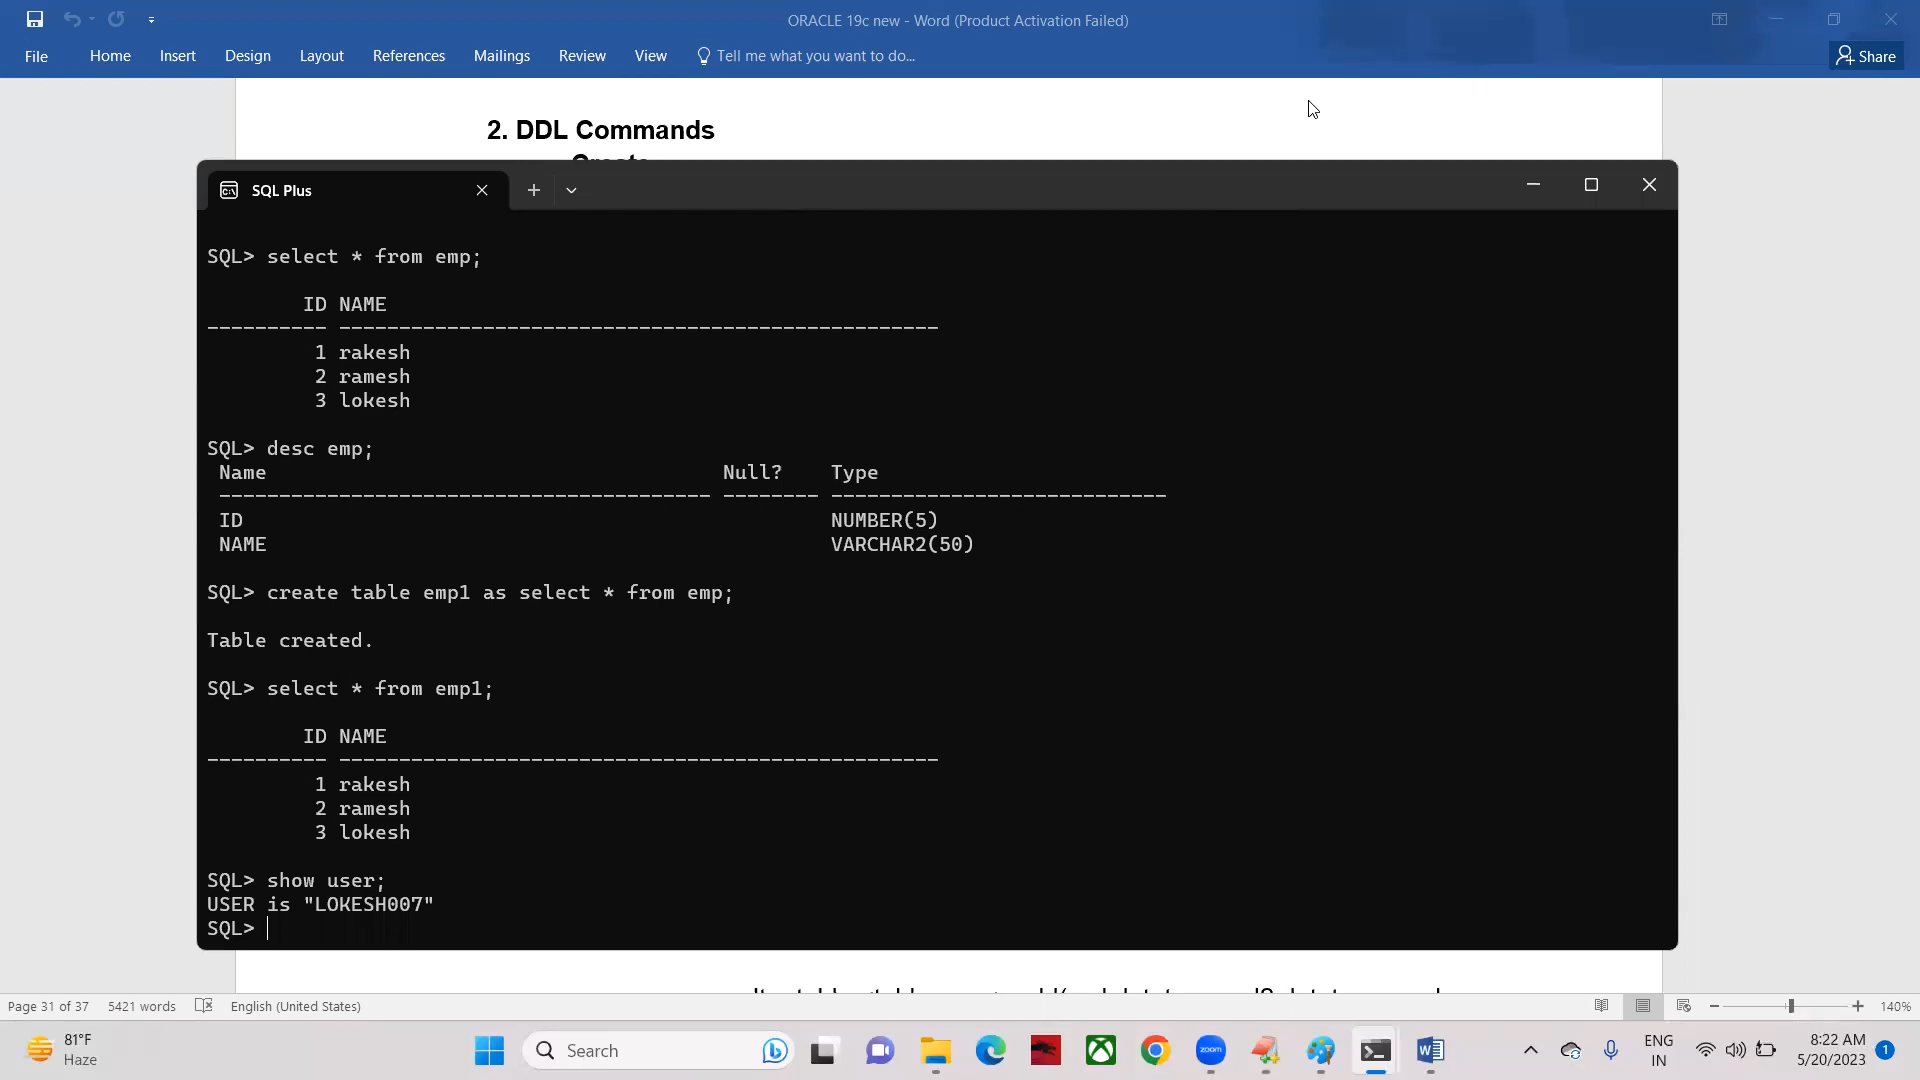 ORACLE 19c new - Word (Product Activation Failed)
File Home Insert Design Layout References Mailings Review View Tell me what you want to do... Share
2. DDL Commands
Create
SQL Plus
SQL> select * from emp;
ID NAME
---------- --------------------------------------------------
1 rakesh
2 ramesh
3 lokesh
SQL> desc emp;
Name Null? Type
----------------------------------------- -------- ----------------------------
ID NUMBER(5)
NAME VARCHAR2(50)
SQL> create table emp1 as select * from emp;
Table created.
SQL> select * from emp1;
ID NAME
---------- --------------------------------------------------
1 rakesh
2 ramesh
3 lokesh
SQL> show user;
USER is "LOKESH007"
SQL>
Page 31 of 37 5421 words English (United States) 140%
81°F
Haze
Search
zoom
ENG
IN
8:22 AM
5/20/2023
1